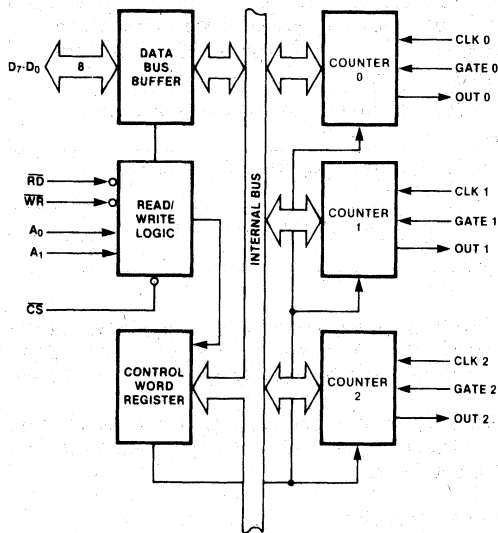 D7-D0
8
DATA
BUS
BUFFER
RD
WR
A0
A1
READ/
WRITE
LOGIC
CS
CONTROL
WORD
REGISTER
INTERNAL BUS
COUNTER
0
CLK 0
GATE 0
OUT 0
COUNTER
1
CLK 1
GATE 1
OUT 1
COUNTER
2
CLK 2
GATE 2
OUT 2